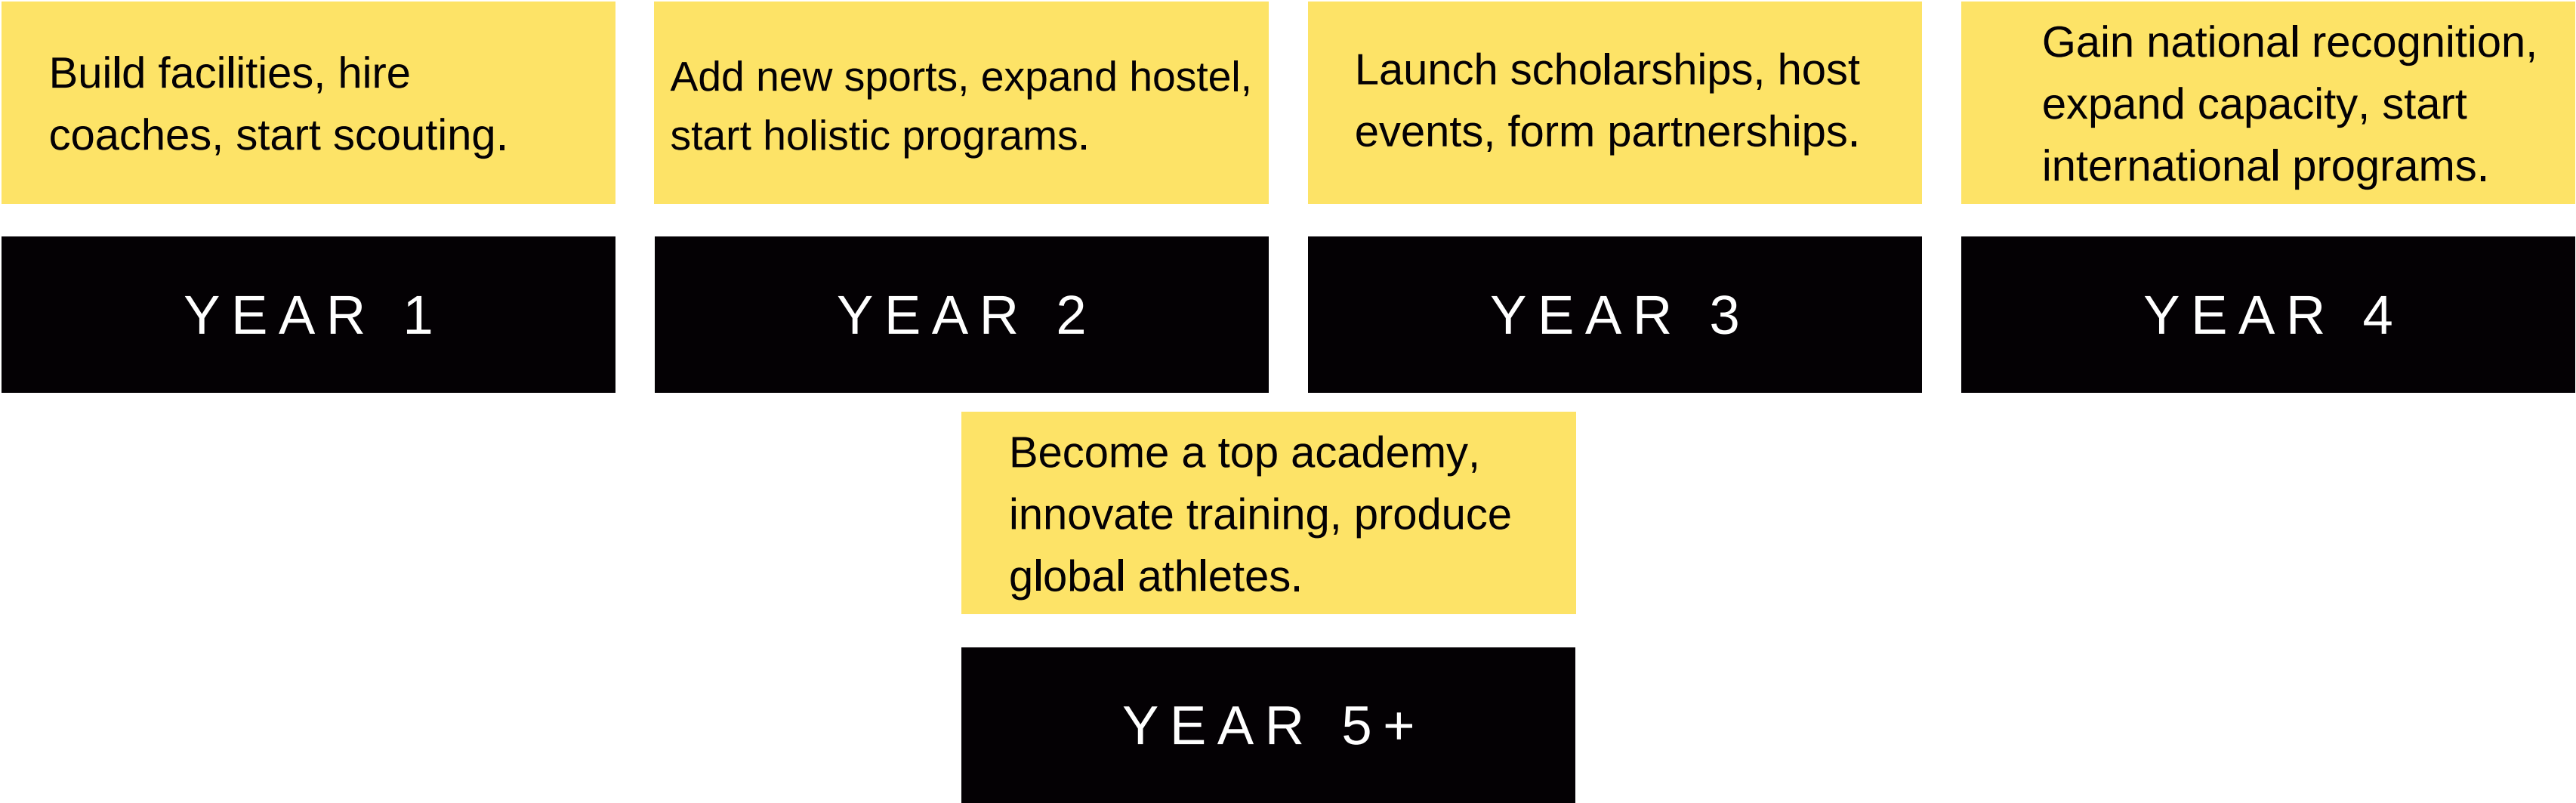 Build facilities, hire
coaches, start scouting.
YEAR 1
Add new sports, expand hostel,
start holistic programs.
YEAR 2
Launch scholarships, host
events, form partnerships.
YEAR 3
Gain national recognition,
expand capacity, start
international programs.
YEAR 4
Become a top academy,
innovate training, produce
global athletes.
YEAR 5+